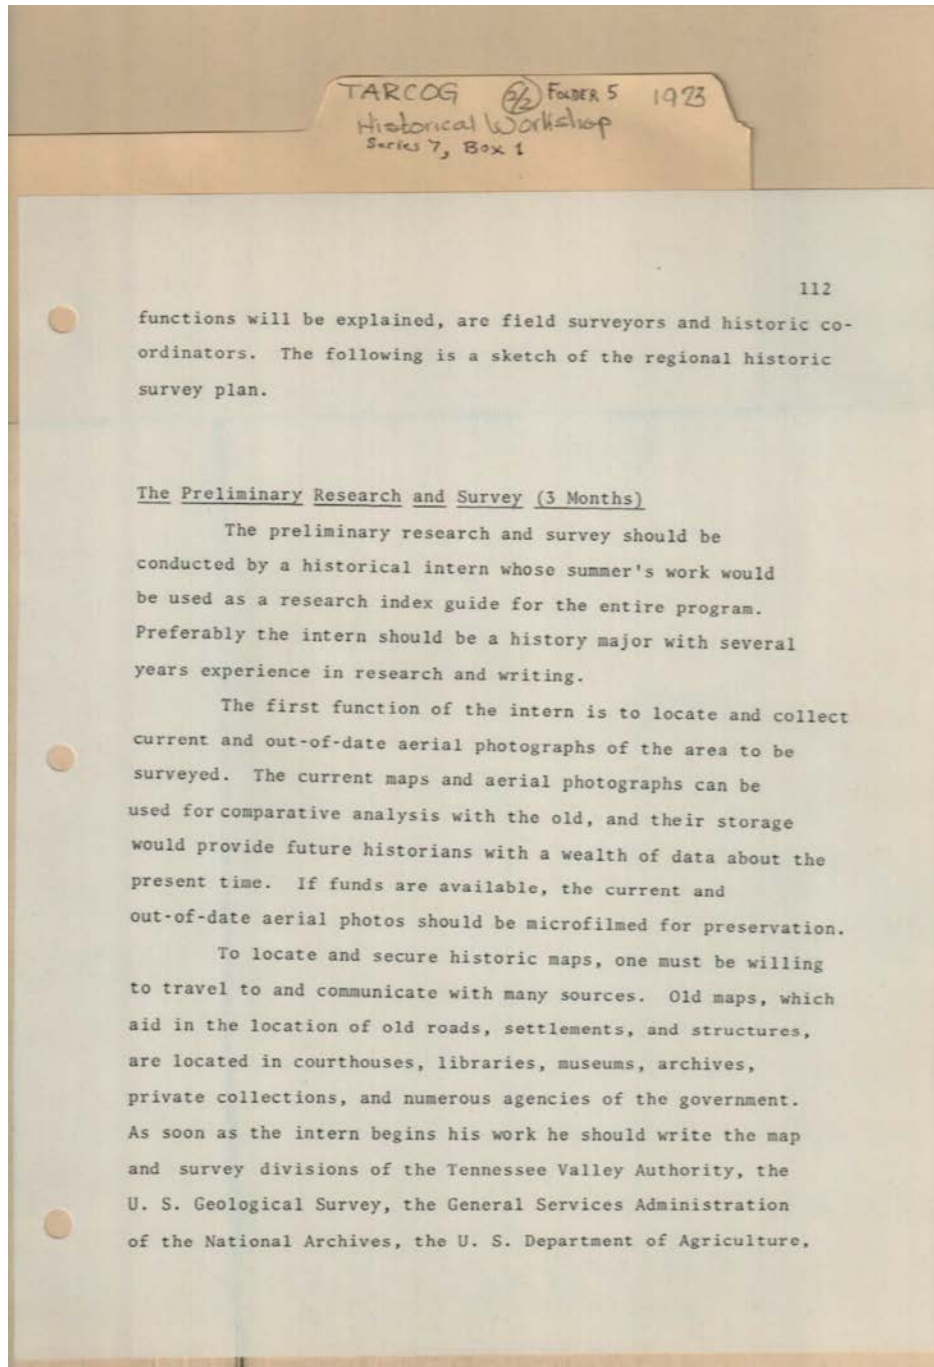 TARCOG 2/2 FOLDER 5 1973
Historical Workshop
Series 7, Box 1
112
functions will be explained, are field surveyors and historic co-
ordinators. The following is a sketch of the regional historic
survey plan.
The Preliminary Research and Survey (3 Months)
The preliminary research and survey should be
conducted by a historical intern whose summer's work would
be used as a research index guide for the entire program.
Preferably the intern should be a history major with several
years experience in research and writing.
The first function of the intern is to locate and collect
current and out-of-date aerial photographs of the area to be
surveyed. The current maps and aerial photographs can be
used for comparative analysis with the old, and their storage
would provide future historians with a wealth of data about the
present time. If funds are available, the current and
out-of-date aerial photos should be microfilmed for preservation.
To locate and secure historic maps, one must be willing
to travel to and communicate with many sources. Old maps, which
aid in the location of old roads, settlements, and structures,
are located in courthouses, libraries, museums, archives,
private collections, and numerous agencies of the government.
As soon as the intern begins his work he should write the map
and survey divisions of the Tennessee Valley Authority, the
U. S. Geological Survey, the General Services Administration
of the National Archives, the U. S. Department of Agriculture,